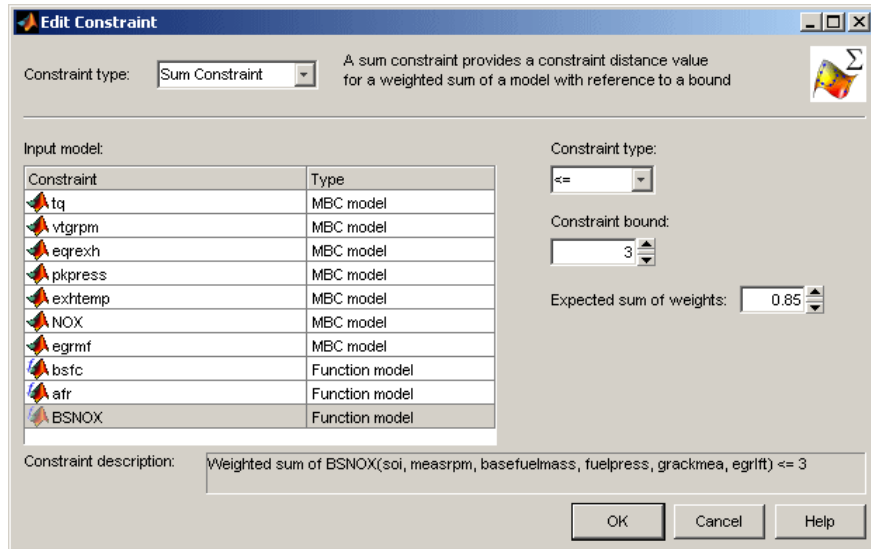 Edit Constraint
Constraint type: Sum Constraint
A sum constraint provides a constraint distance value
for a weighted sum of a model with reference to a bound
Σ
Input model:
Constraint Type
tq MBC model
vtgrpm MBC model
eqrexh MBC model
pkpress MBC model
exhtemp MBC model
NOX MBC model
egrmf MBC model
bsfc Function model
afr Function model
BSNOX Function model
Constraint type:
<=
Constraint bound:
3
Expected sum of weights: 0.85
Constraint description: Weighted sum of BSNOX(soi, measrpm, basefuelmass, fuelpress, grackmea, egrlft) <= 3
OK Cancel Help